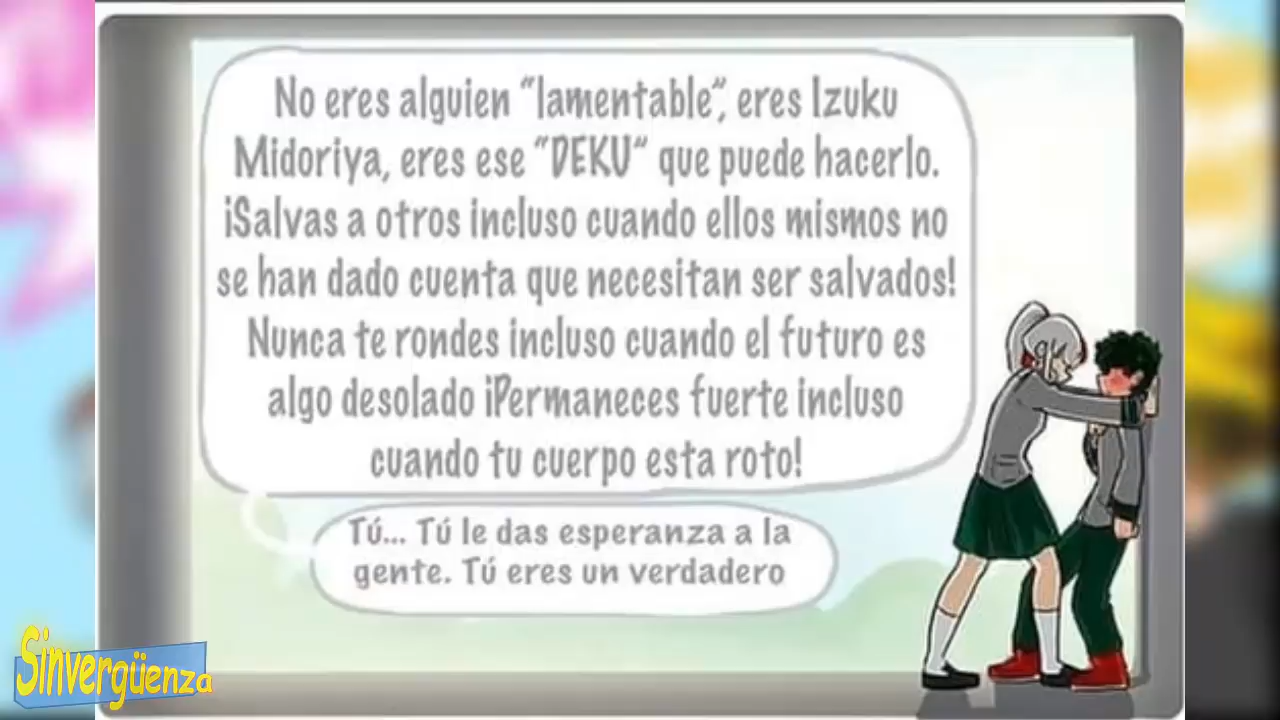 No eres alguien “lamentable”, eres Izuku
Midoriya, eres ese “DEKU“ que puede hacerlo.
¡Salvas a otros incluso cuando ellos mismos no
se han dado cuenta que necesitan ser salvados!
Nunca te rondes incluso cuando el futuro es
algo desolado ¡Permaneces fuerte incluso
cuando tu cuerpo esta roto!
Tú... Tú le das esperanza a la
gente. Tú eres un verdadero
Sinvergüenza